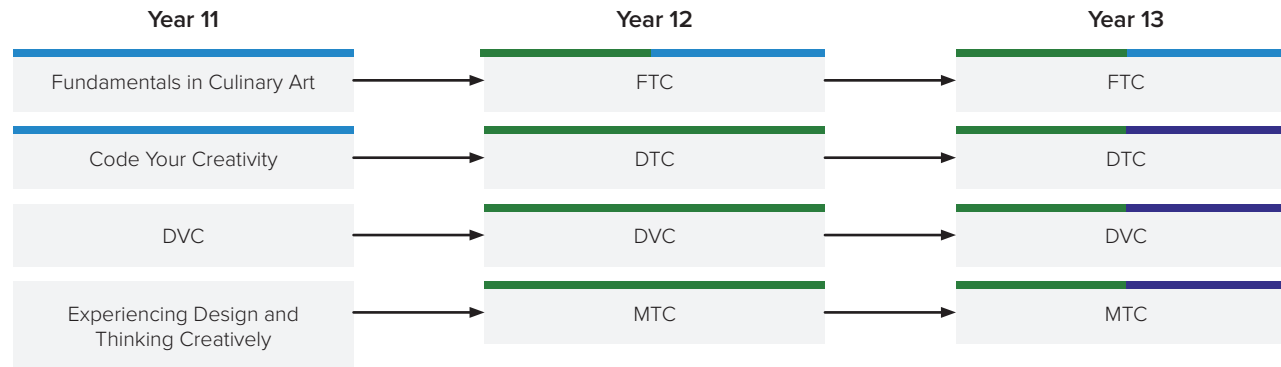 Year 11
Year 12
Year 13
Fundamentals in Culinary Art
FTC
FTC
Code Your Creativity
DTC
DTC
DVC
DVC
DVC
Experiencing Design and
Thinking Creatively
MTC
MTC